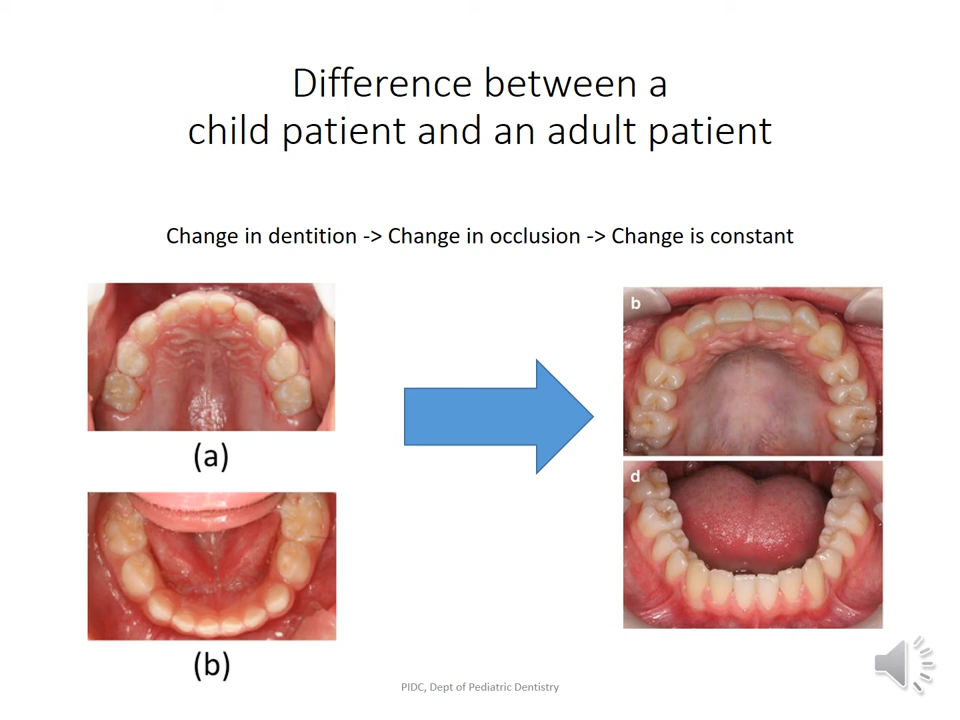 Difference between a
child patient and an adult patient
Change in dentition -> Change in occlusion -> Change is constant
b
(a)
d
(b)
PIDC, Dept of Pediatric Dentistry